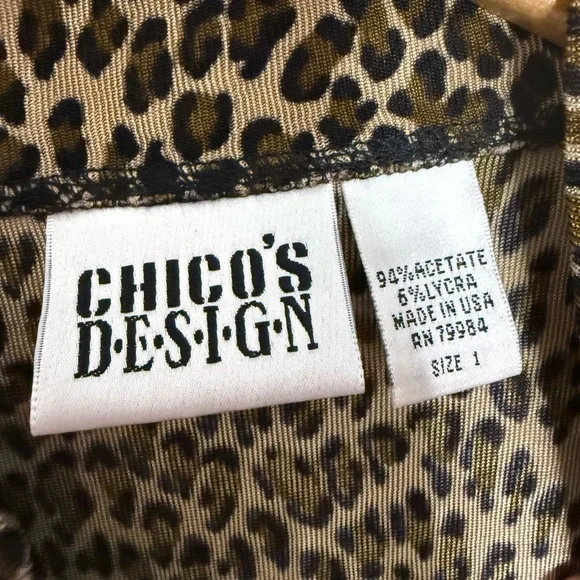 CHICO'S
D·E·S·I·G·N
94% ACETATE
6% LYCRA
MADE IN USA
RN 79984
SIZE 1